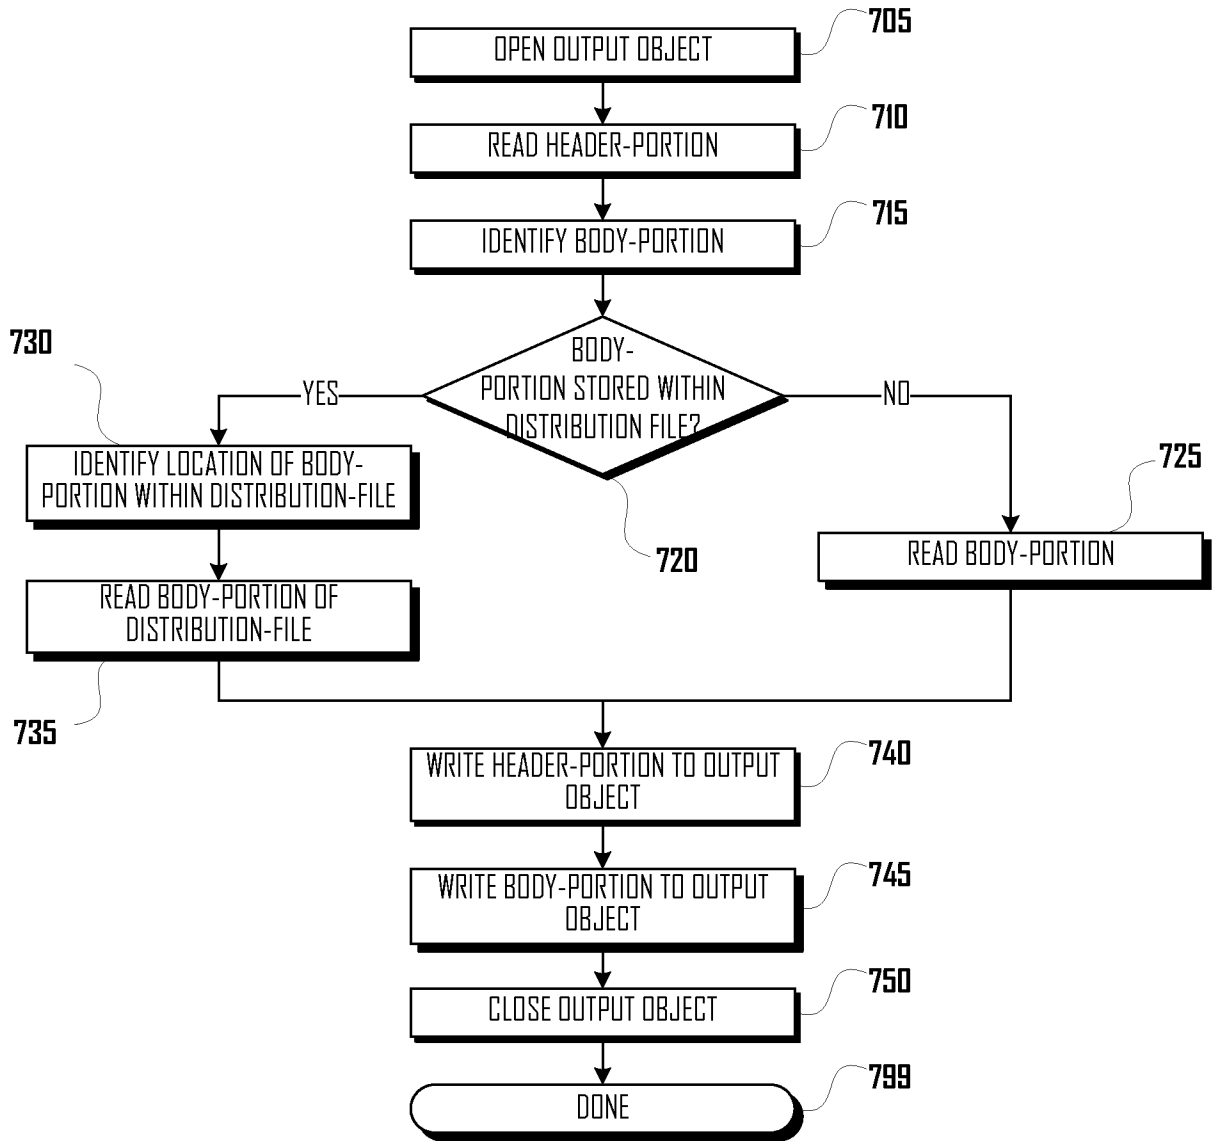 705
OPEN OUTPUT OBJECT
710
READ HEADER-PORTION
715
IDENTIFY BODY-PORTION
730
BODY-
PORTION STORED WITHIN
DISTRIBUTION FILE?
YES
NO
720
IDENTIFY LOCATION OF BODY-
PORTION WITHIN DISTRIBUTION-FILE
725
READ BODY-PORTION
READ BODY-PORTION OF
DISTRIBUTION-FILE
735
740
WRITE HEADER-PORTION TO OUTPUT
OBJECT
745
WRITE BODY-PORTION TO OUTPUT
OBJECT
750
CLOSE OUTPUT OBJECT
799
DONE